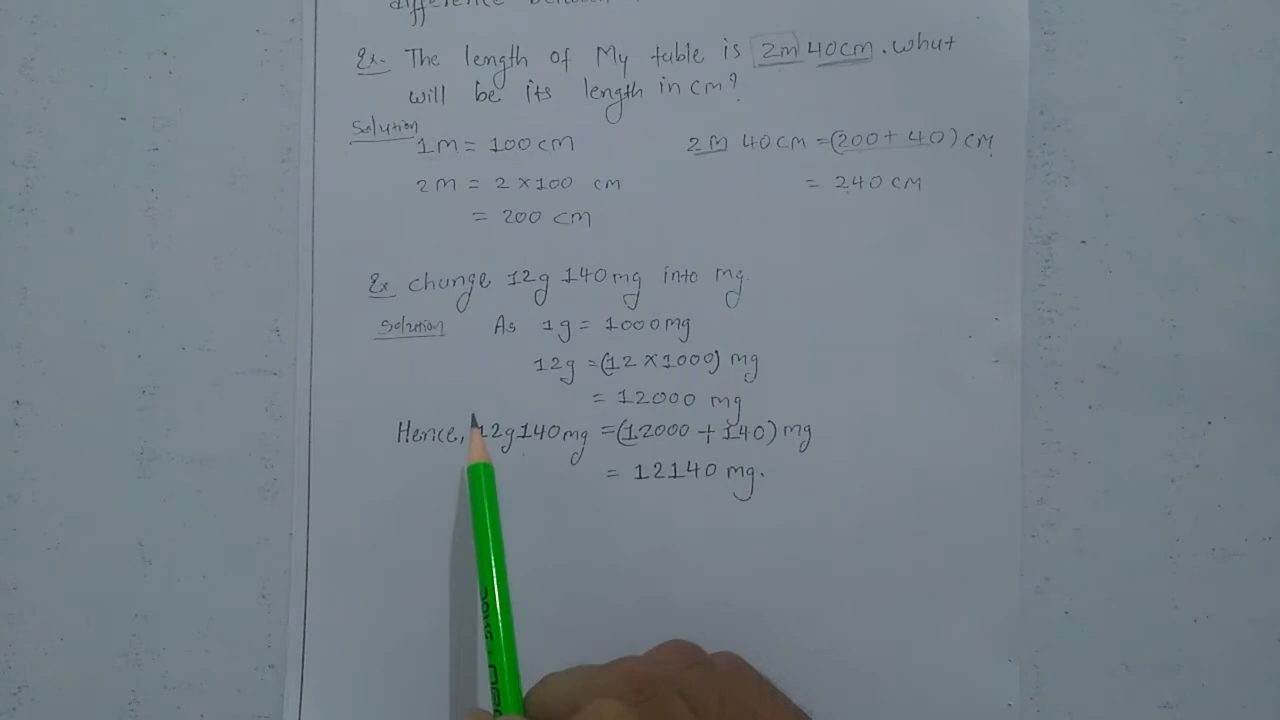 difference between
Ex. The length of My table is 2m 40cm. what
will be its length in cm?
Solution
1m = 100 cm
2m = 2 × 100 cm
= 200 cm
2m 40cm = (200 + 40) cm
= 240 cm
Ex change 12g 140mg into mg.
Solution As 1g = 1000mg
12g = (12 × 1000) mg
= 12000 mg
Hence, 12g 140mg = (12000 + 140) mg
= 12140 mg.